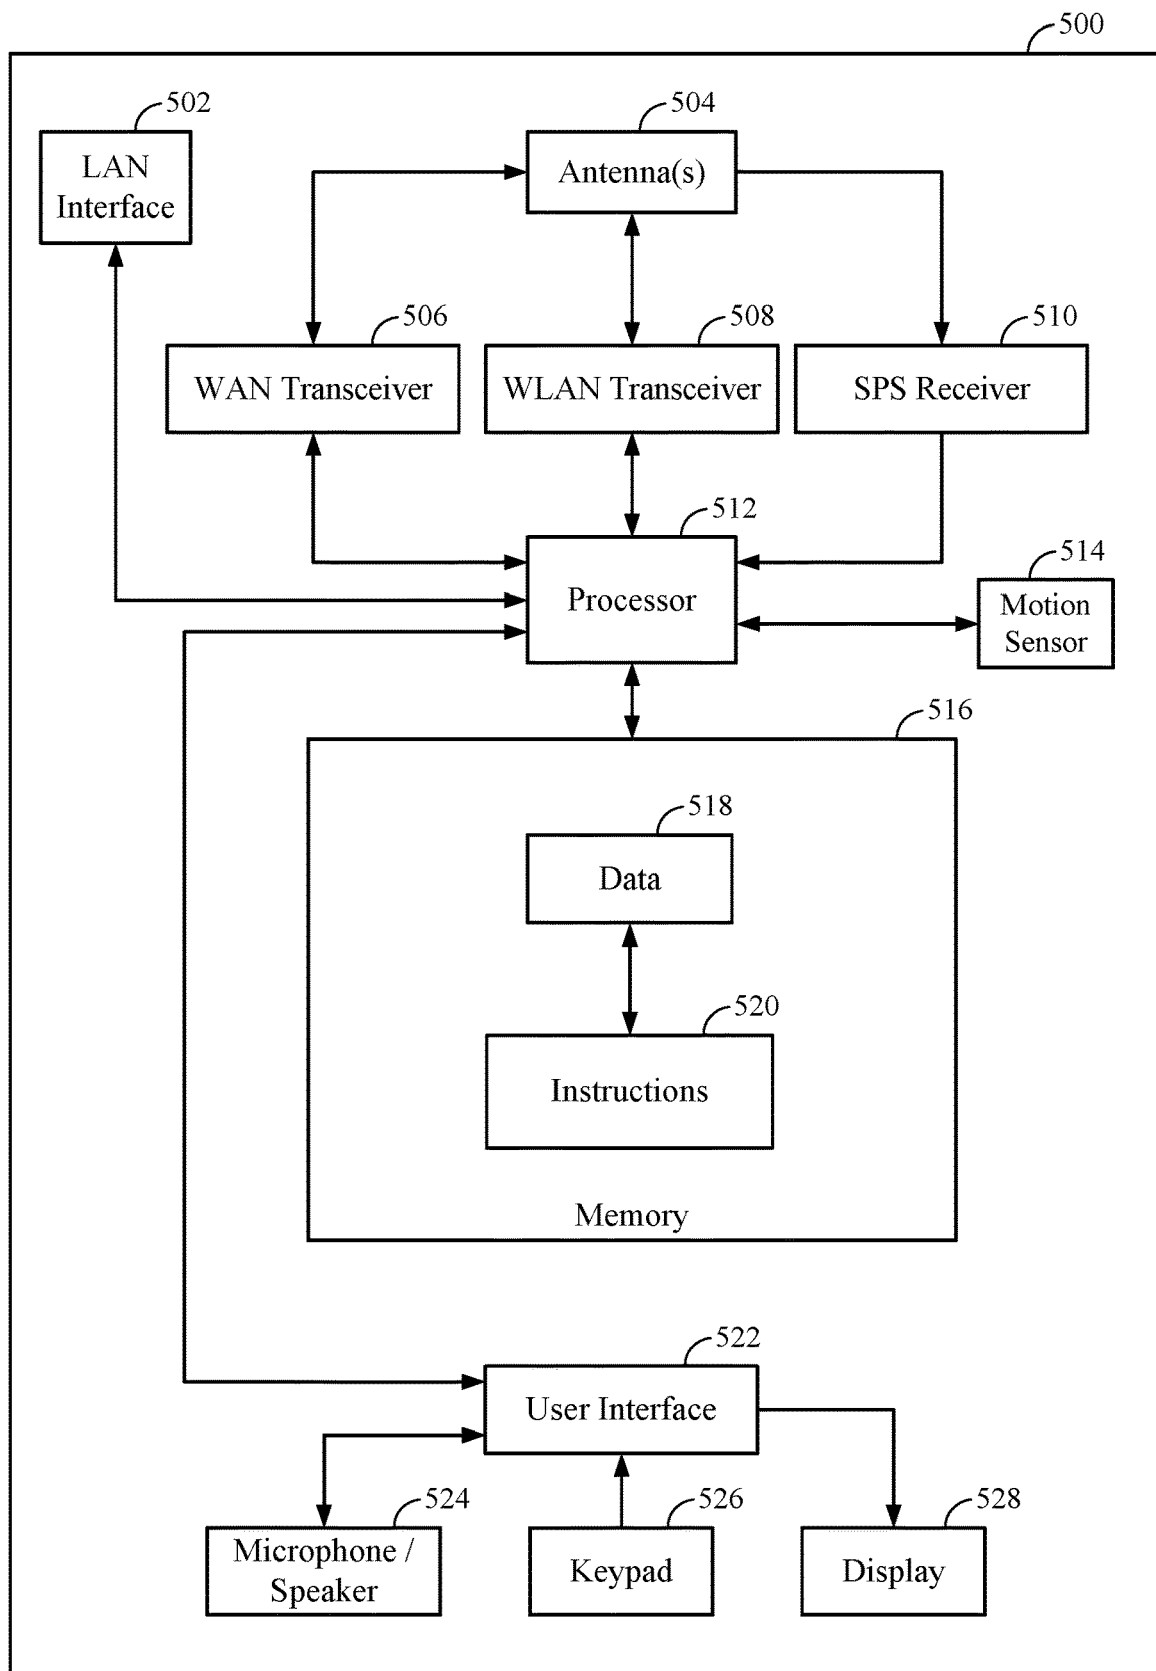 500
502
504
LAN
Interface
Antenna(s)
506
508
510
WAN Transceiver
WLAN Transceiver
SPS Receiver
512
514
Processor
Motion
Sensor
516
518
Data
520
Instructions
Memory
522
User Interface
524
526
528
Microphone /
Speaker
Keypad
Display